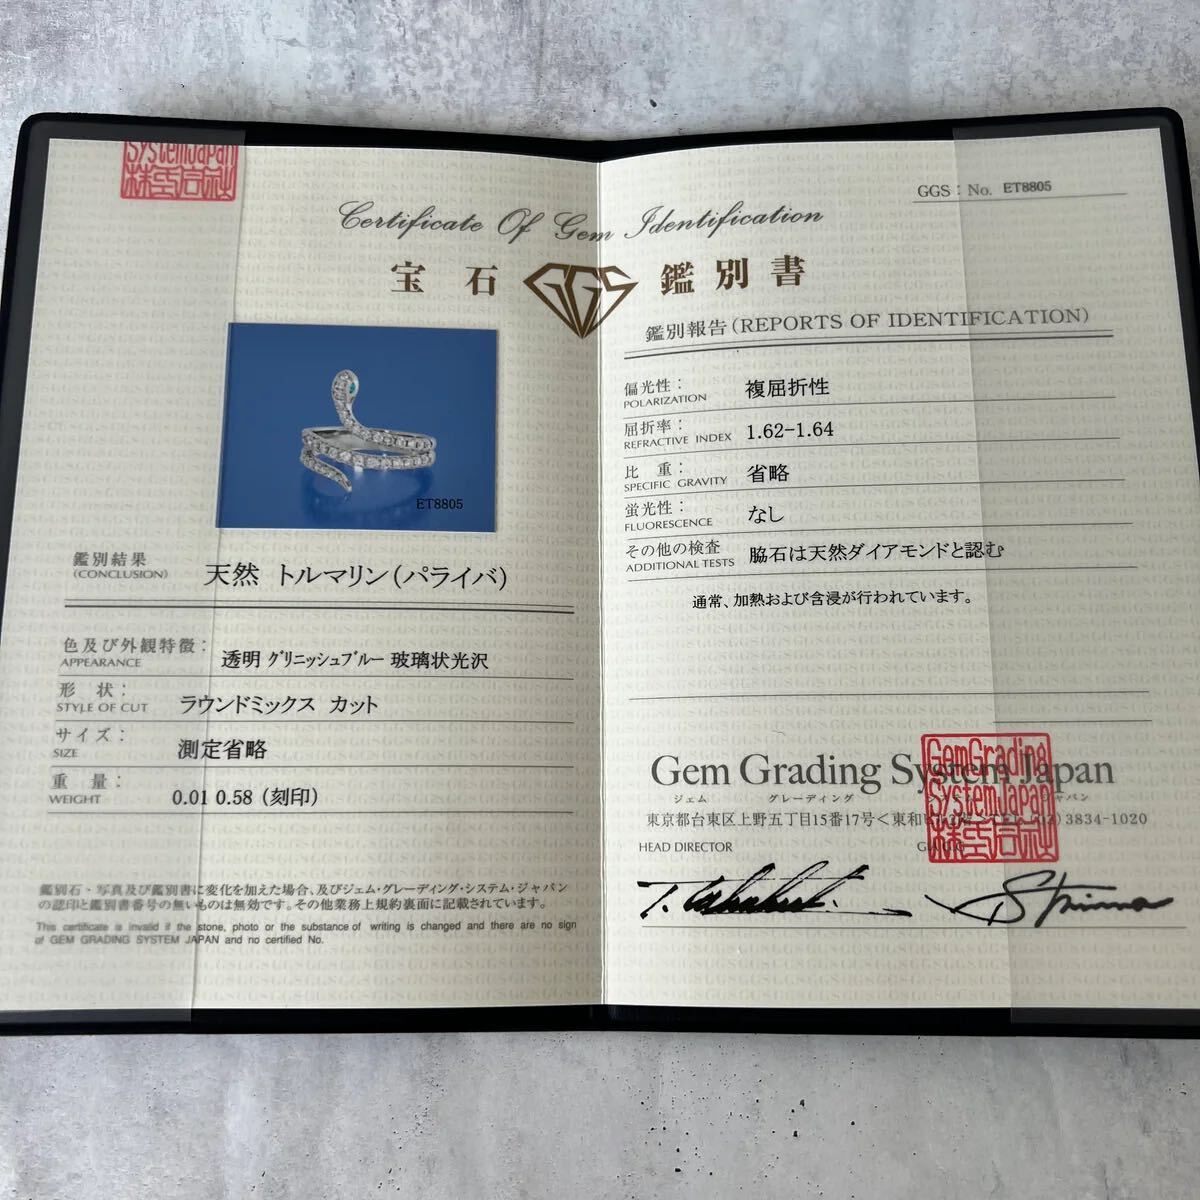 SystemJapan
Certificate Of Gem Identification
宝石 GGS 鑑別書
ET8805
鑑別結果
(CONCLUSION)
天然 トルマリン(パライバ)
色及び外観特徴:
APPEARANCE
透明 グリニッシュブルー 玻璃状光沢
形 状:
STYLE OF CUT
ラウンドミックス カット
サイズ:
SIZE
測定省略
重 量:
WEIGHT
0.01 0.58 (刻印)
鑑別石・写真及び鑑別書に変化を加えた場合、及びジェム・グレーディング・システム・ジャパン
の認印と鑑別書番号の無いものは無効です。その他業務上規約裏面に記載されています。
This certificate is invalid if the stone, photo or the substance of writing is changed and there are no sign
of GEM GRADING SYSTEM JAPAN and no certified No.
GGS : No. ET8805
鑑別報告(REPORTS OF IDENTIFICATION)
偏光性:
POLARIZATION
複屈折性
屈折率:
REFRACTIVE INDEX
1.62-1.64
比 重:
SPECIFIC GRAVITY
省略
蛍光性:
FLUORESCENCE
なし
その他の検査
ADDITIONAL TESTS
脇石は天然ダイアモンドと認む
通常、加熱および含浸が行われています。
Gem Grading System Japan
ジェム グレーディング ジャパン
東京都台東区上野五丁目15番17号<東和 3834-1020
HEAD DIRECTOR
GemGrading
SystemJapan